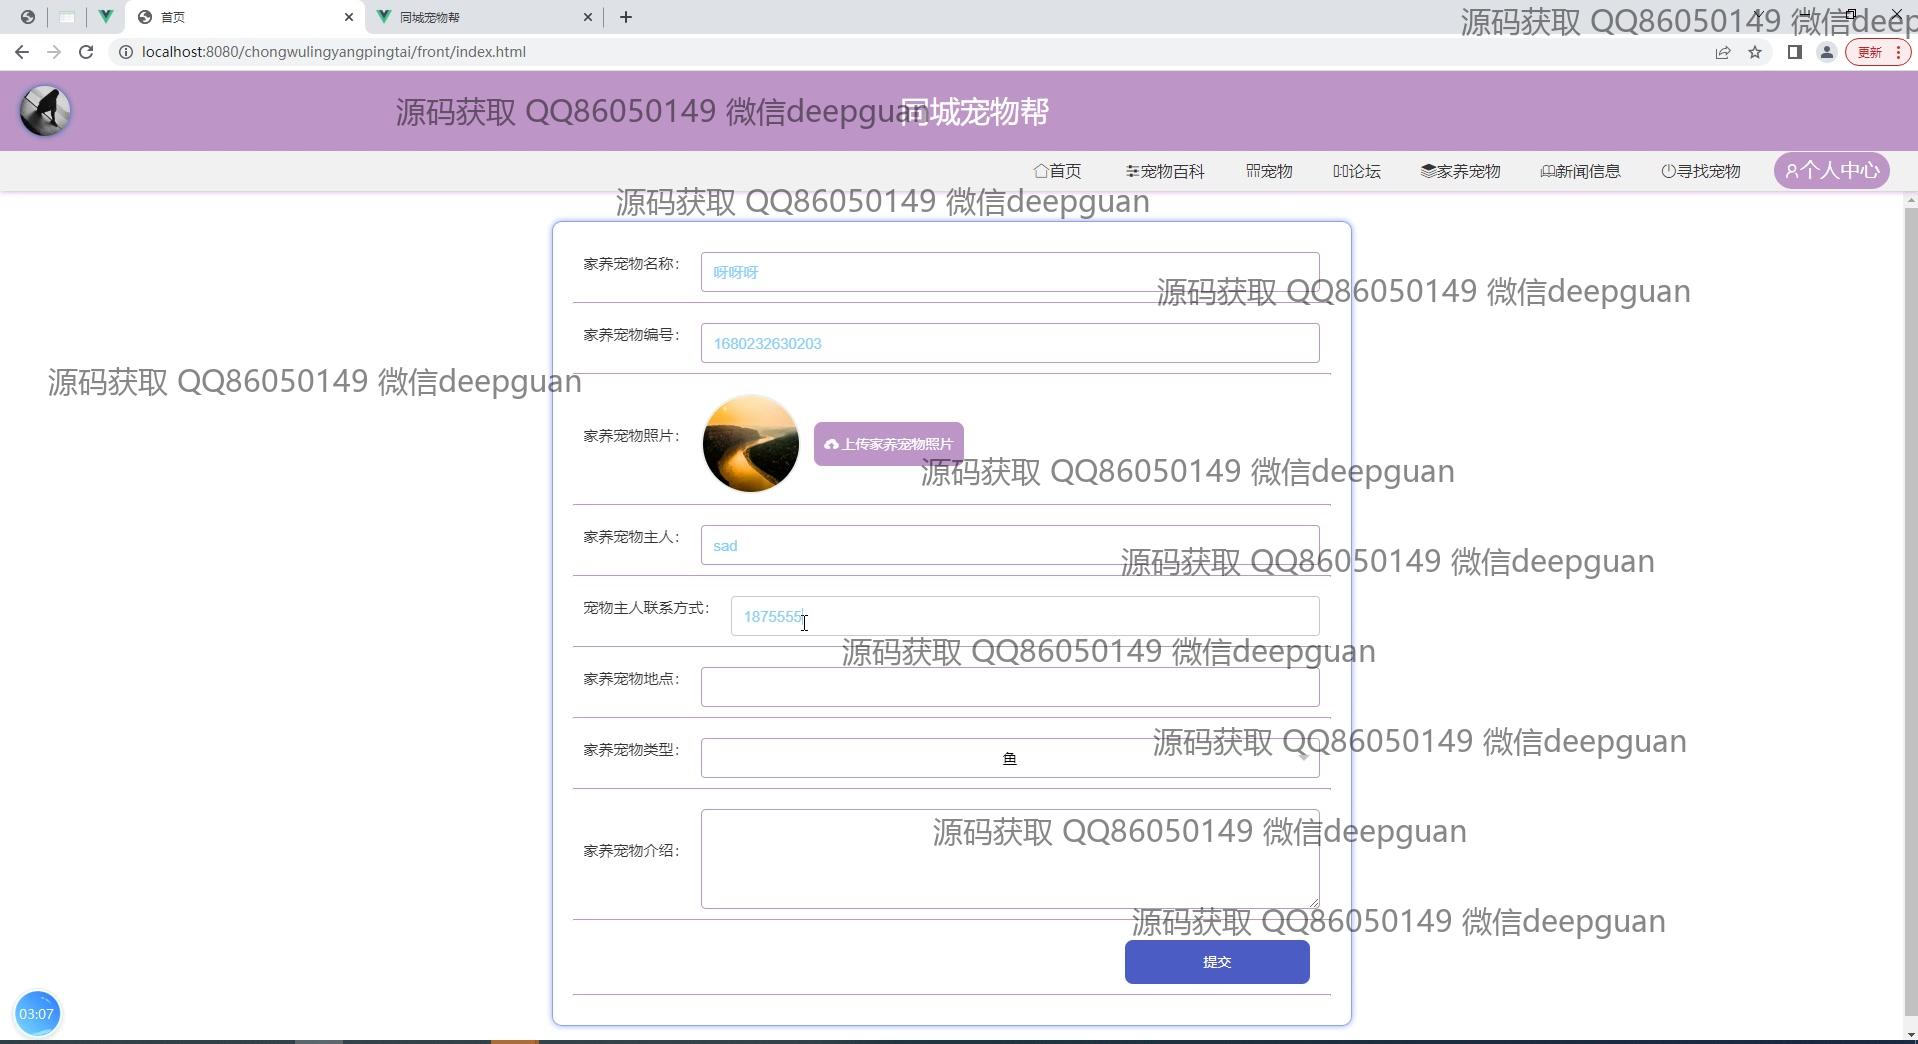 首页
同城宠物帮
源码获取 QQ86050149 微信deep
localhost:8080/chongwulingyangpingtai/front/index.html
更新
源码获取 QQ86050149 微信deepguan
同城宠物帮
首页
宠物百科
宠物
论坛
家养宠物
新闻信息
寻找宠物
个人中心
源码获取 QQ86050149 微信deepguan
家养宠物名称：
呀呀呀
源码获取 QQ86050149 微信deepguan
家养宠物编号：
1680232630203
源码获取 QQ86050149 微信deepguan
家养宠物照片：
上传家养宠物照片
源码获取 QQ86050149 微信deepguan
家养宠物主人：
sad
源码获取 QQ86050149 微信deepguan
宠物主人联系方式：
1875555
源码获取 QQ86050149 微信deepguan
家养宠物地点：
家养宠物类型：
鱼
源码获取 QQ86050149 微信deepguan
家养宠物介绍：
源码获取 QQ86050149 微信deepguan
源码获取 QQ86050149 微信deepguan
提交
03:07